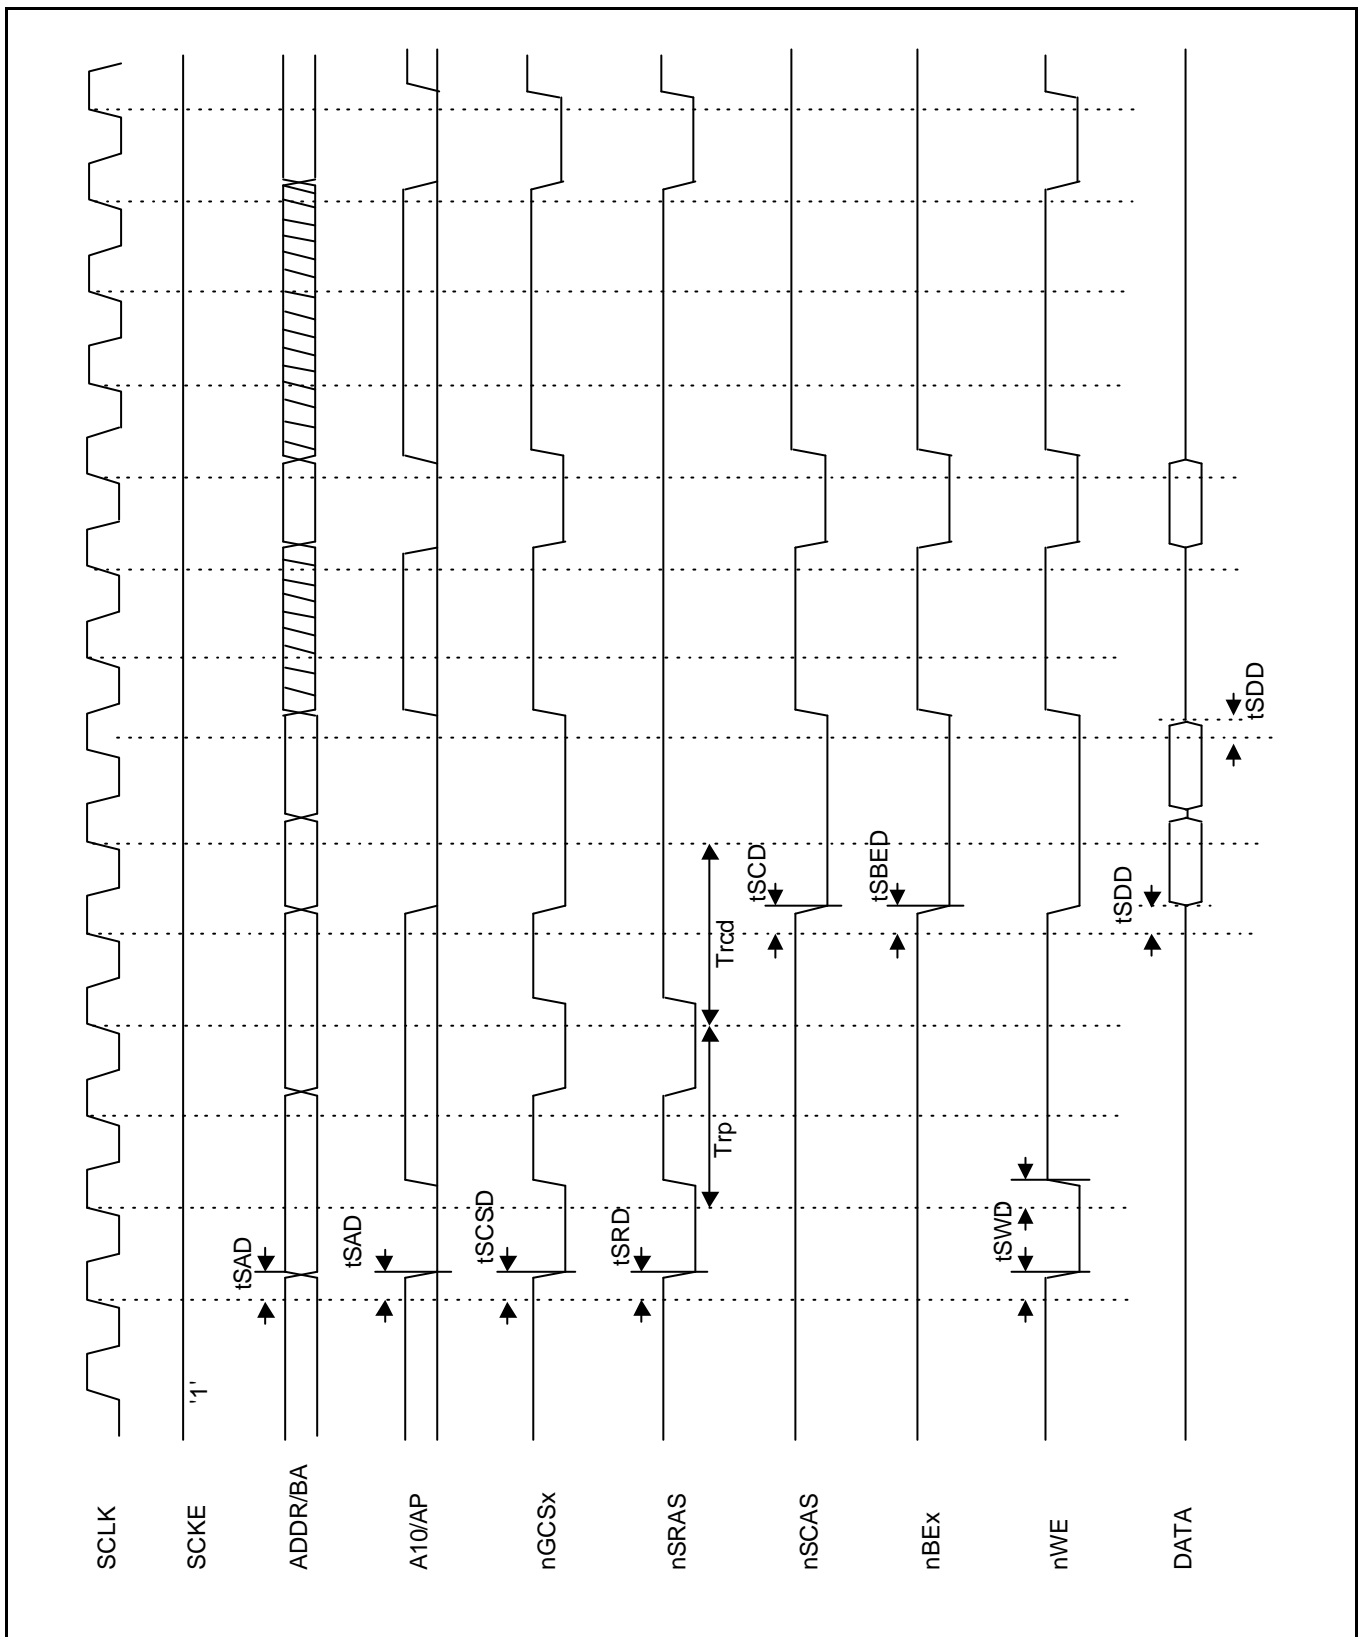 SCLK
SCKE
'1'
ADDR/BA
tSAD
A10/AP
tSAD
nGCSx
tSCSD
nSRAS
tSRD
Trp
Trcd
nSCAS
tSCD
nBEx
tSBED
nWE
tSWD
DATA
tSDD
tSDD